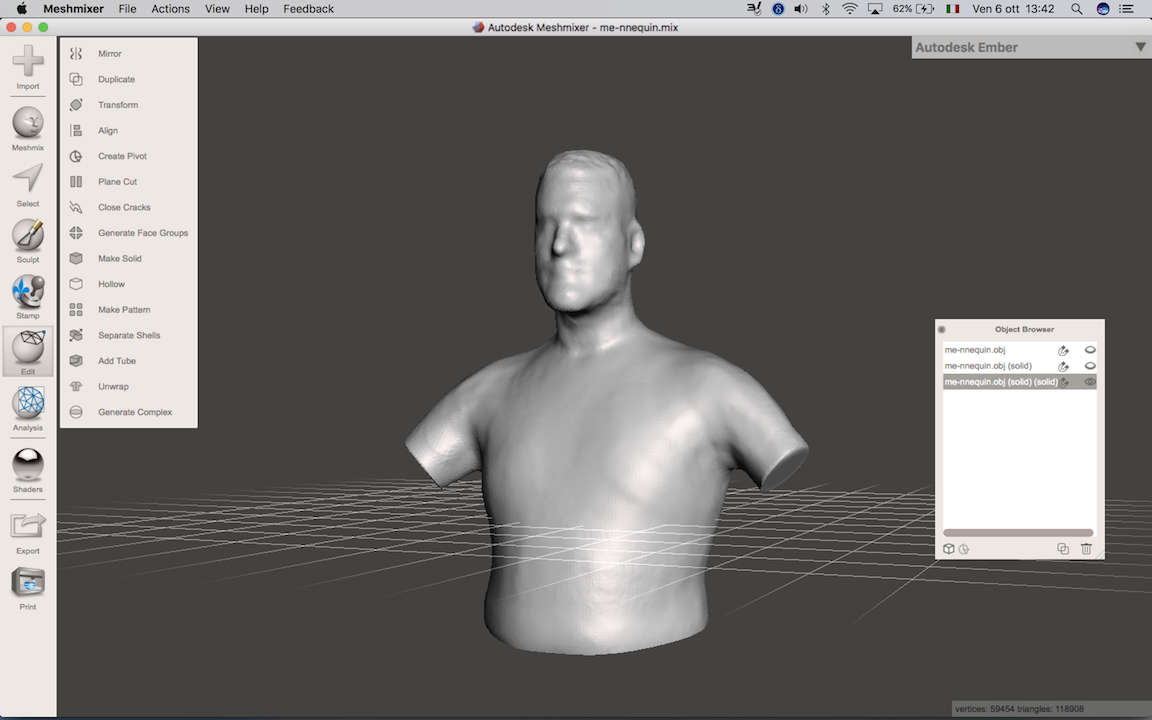 Meshmixer File Actions View Help Feedback 62% Ven 6 ott 13:42
Autodesk Meshmixer - me-nnequin.mix
Autodesk Ember
Import
Meshmix
Select
Sculpt
Stamp
Edit
Analysis
Shaders
Export
Print
Mirror
Duplicate
Transform
Align
Create Pivot
Plane Cut
Close Cracks
Generate Face Groups
Make Solid
Hollow
Make Pattern
Separate Shells
Add Tube
Unwrap
Generate Complex
Object Browser
me-nnequin.obj
me-nnequin.obj (solid)
me-nnequin.obj (solid) (solid)
vertices: 59454 triangles: 118908